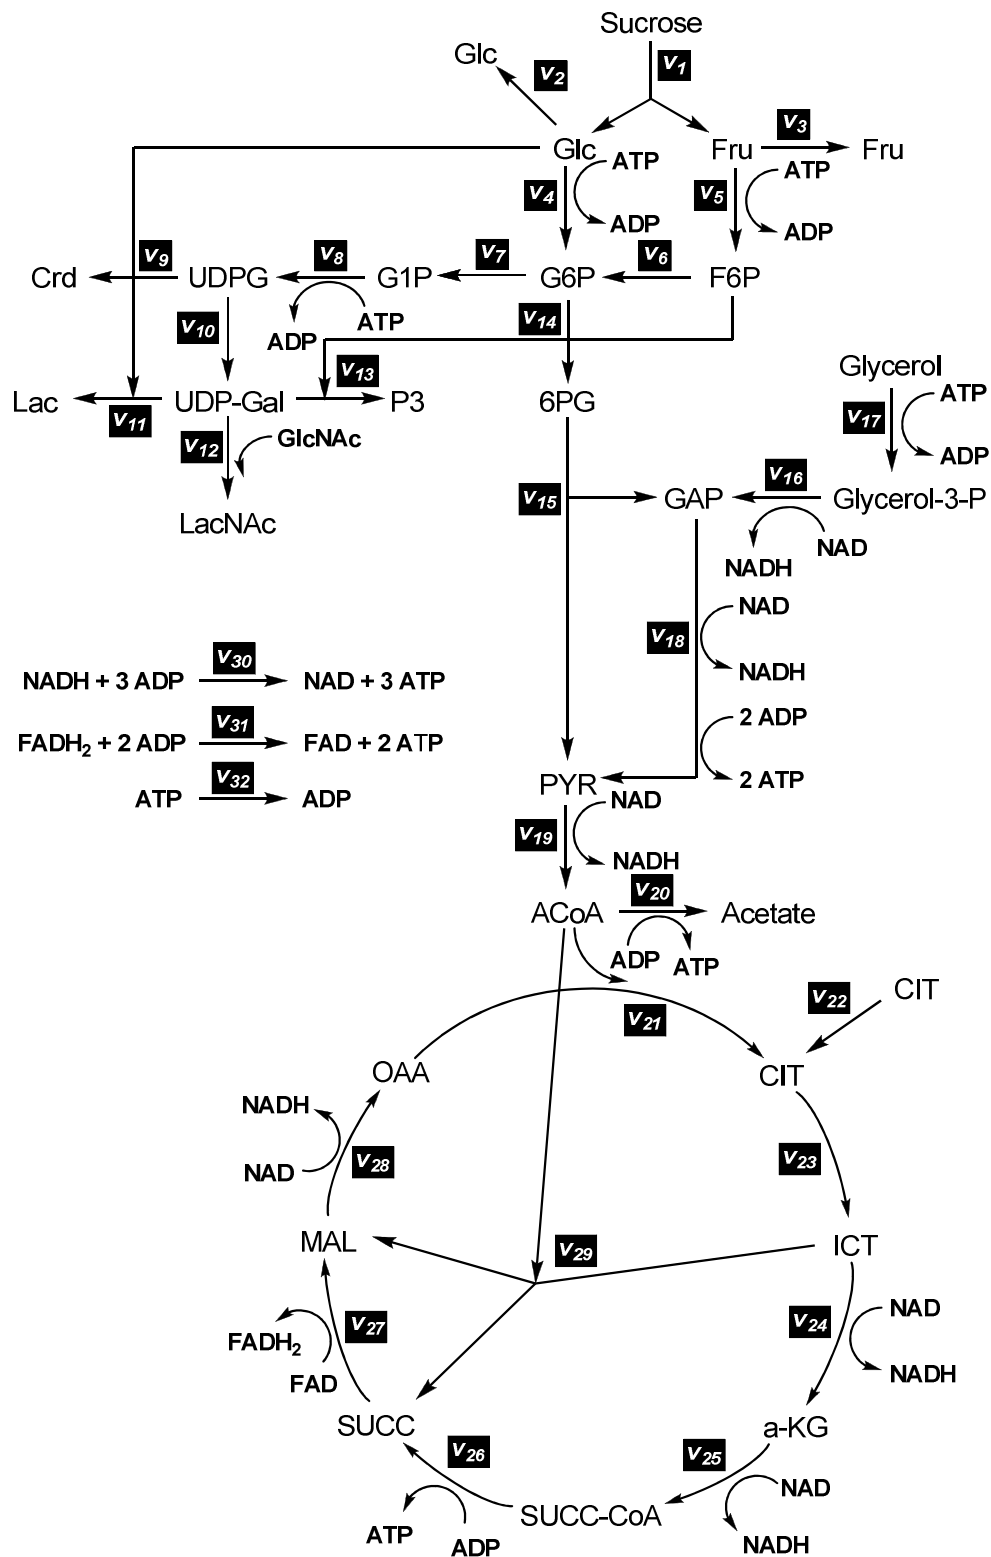 Sucrose
Glc
v2
v1
v3
Glc
Fru
Fru
ATP
ATP
v4
v5
ADP
ADP
v9
v8
v7
v6
Crd
UDPG
G1P
G6P
F6P
ATP
ADP
v10
v14
v13
Glycerol
ATP
Lac
UDP-Gal
P3
6PG
v11
v17
v12
GlcNAc
ADP
v16
v15
GAP
Glycerol-3-P
LacNAc
NAD
NADH
NAD
v18
v30
NADH
NADH + 3 ADP
NAD + 3 ATP
v31
2 ADP
FADH2 + 2 ADP
FAD + 2 ATP
v32
2 ATP
ATP
ADP
PYR
NAD
v19
NADH
v20
ACoA
Acetate
ADP
ATP
CIT
v22
v21
OAA
CIT
NADH
v28
v23
NAD
MAL
v29
ICT
NAD
v27
v24
FADH2
NADH
FAD
SUCC
a-KG
v26
v25
NAD
SUCC-CoA
ATP
ADP
NADH